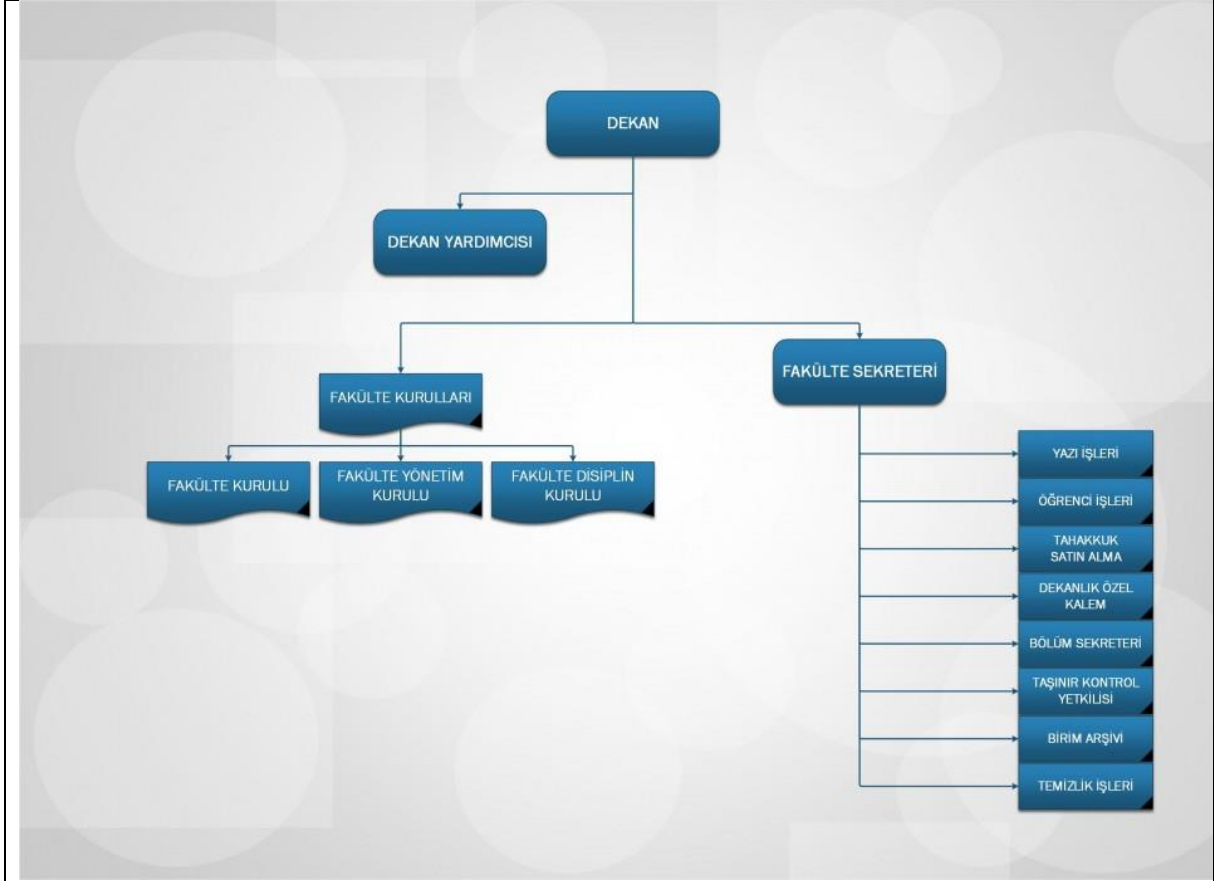 DEKAN
DEKAN YARDIMCISI
FAKÜLTE SEKRETERİ
FAKÜLTE KURULLARI
FAKÜLTE KURULU
FAKÜLTE YÖNETİM
KURULU
FAKÜLTE DİSİPLİN
KURULU
YAZI İŞLERİ
ÖĞRENCİ İŞLERİ
TAHAKKUK
SATIN ALMA
DEKANLIK ÖZEL
KALEM
BÖLÜM SEKRETERİ
TAŞINIR KONTROL
YETKİLİSİ
BİRİM ARŞİVİ
TEMİZLİK İŞLERİ